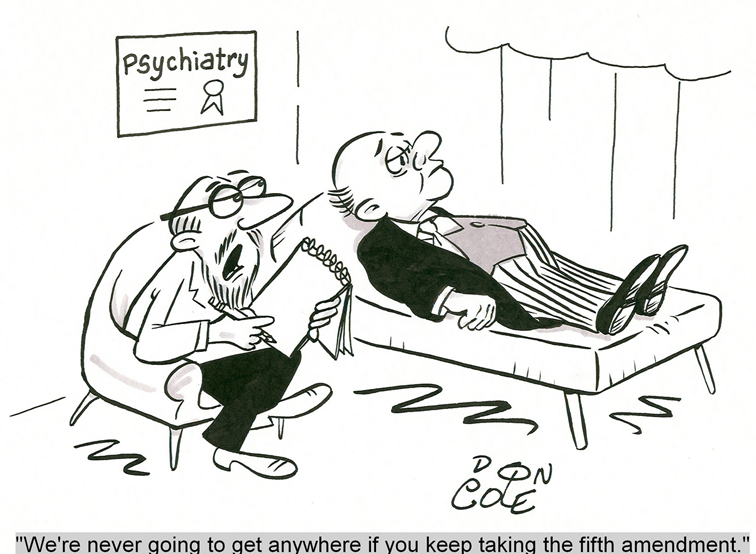 Psychiatry
DON
COLE
"We're never going to get anywhere if you keep taking the fifth amendment."